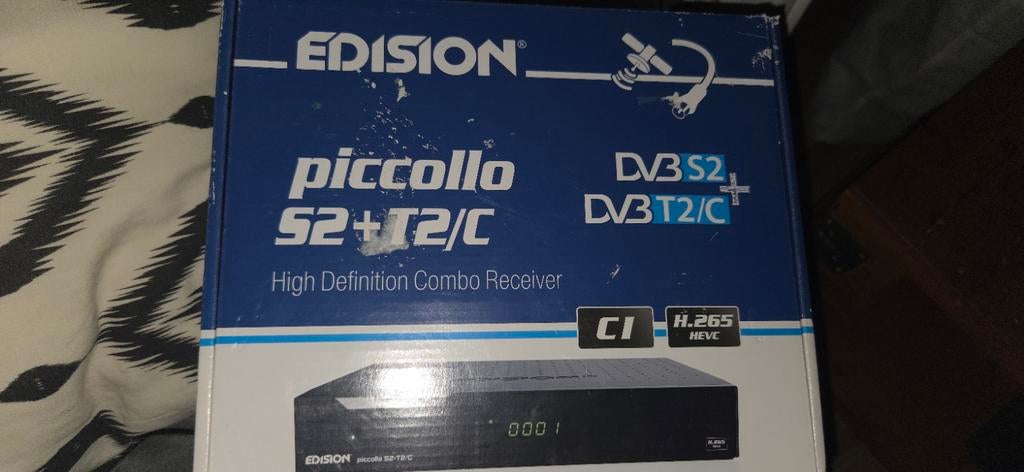 EDISION®
piccollo
S2+T2/C
High Definition Combo Receiver
DVB S2
+
DVB T2/C
CI
H.265
HEVC
0001
EDISION piccollo S2+T2/C
H.265